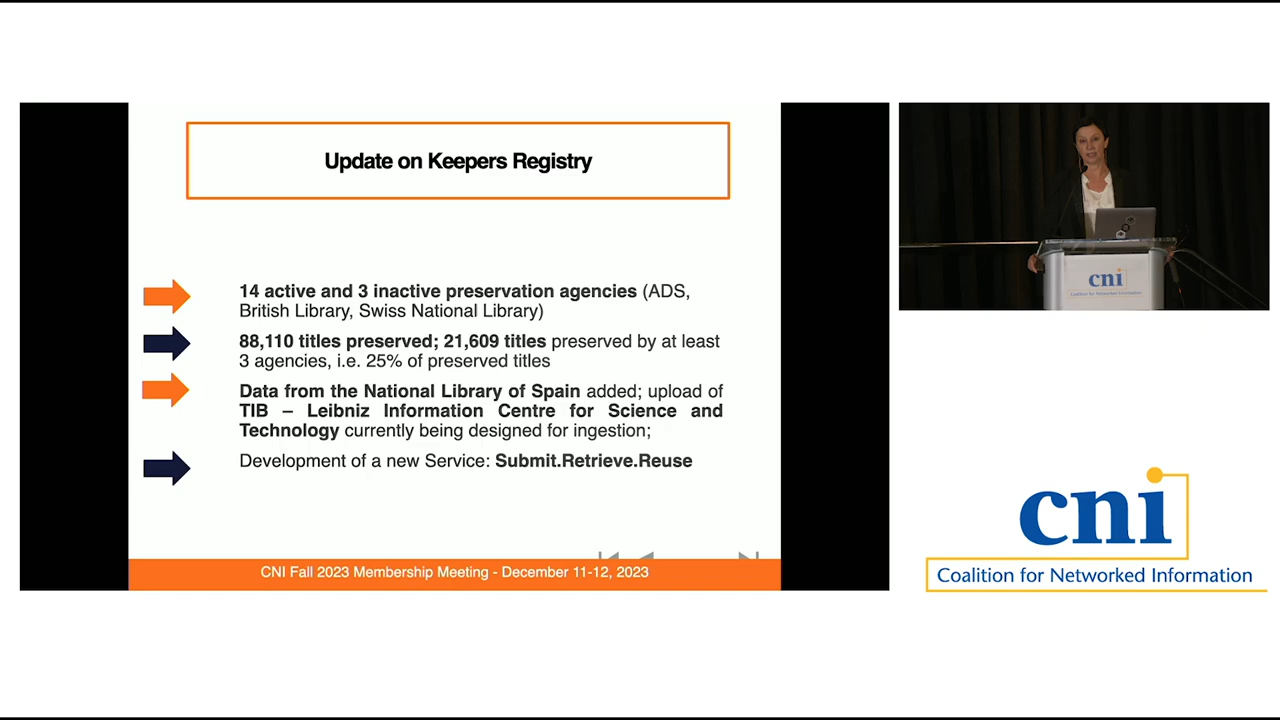 Update on Keepers Registry
14 active and 3 inactive preservation agencies (ADS,
British Library, Swiss National Library)
88,110 titles preserved; 21,609 titles preserved by at least
3 agencies, i.e. 25% of preserved titles
Data from the National Library of Spain added; upload of
TIB – Leibniz Information Centre for Science and
Technology currently being designed for ingestion;
Development of a new Service: Submit.Retrieve.Reuse
CNI Fall 2023 Membership Meeting - December 11-12, 2023
cni
Coalition for Networked Information
cni
Coalition for Networked Information